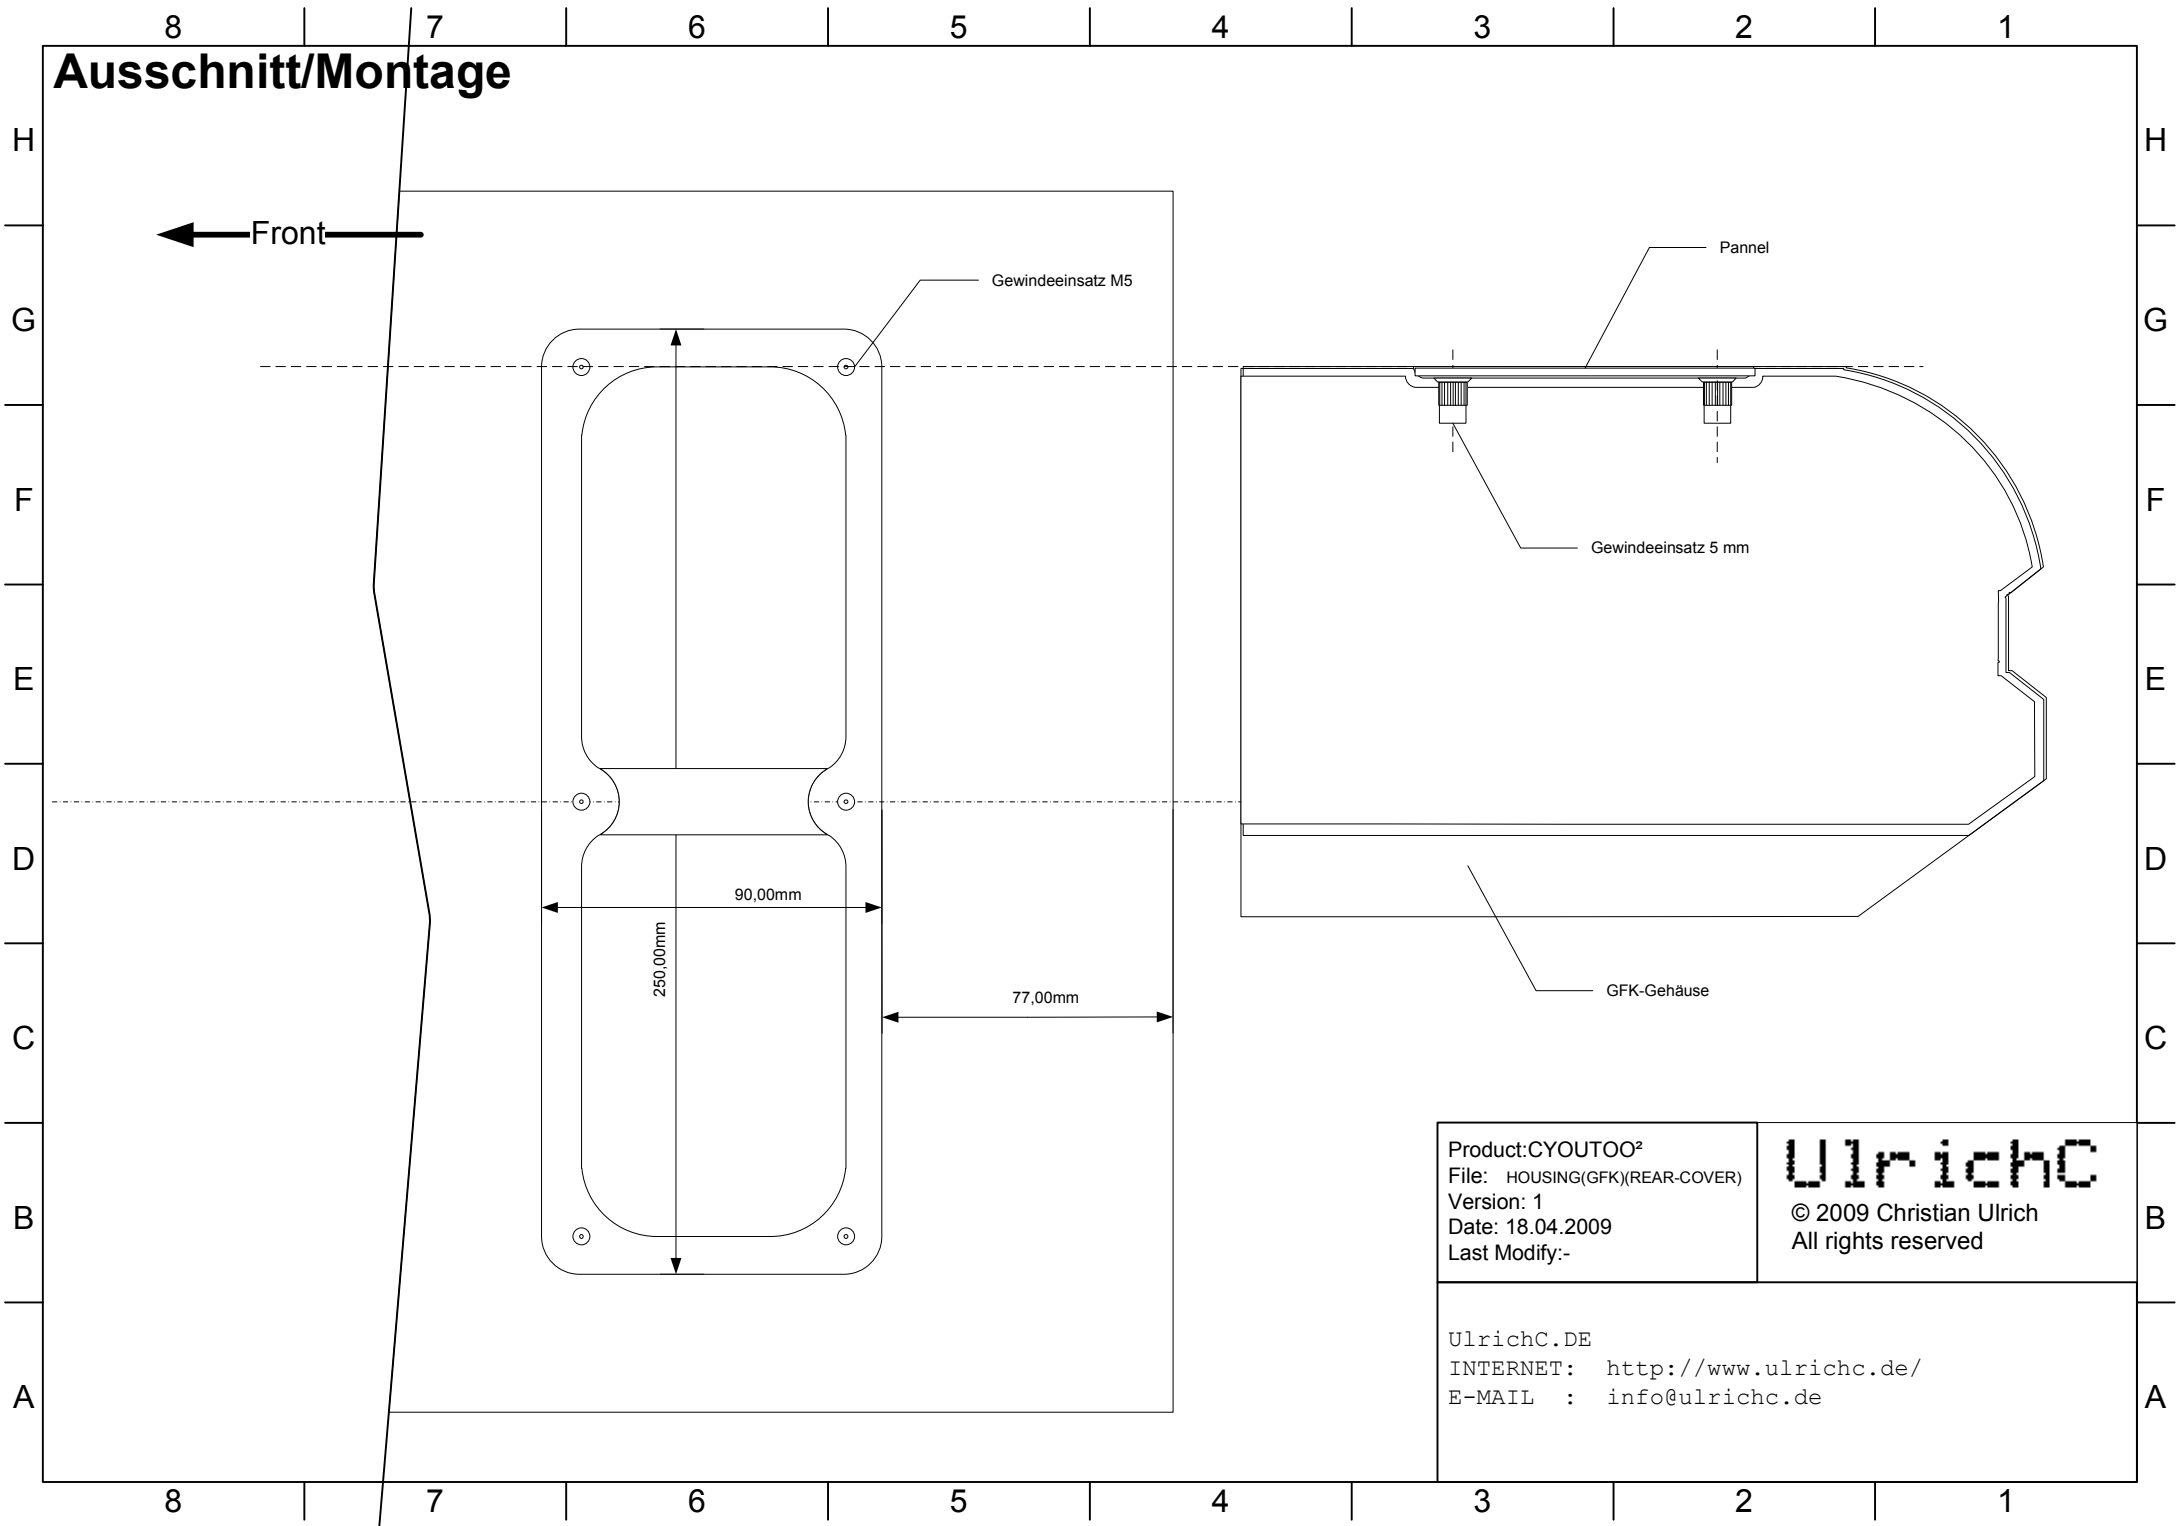 8 7 6 5 4 3 2 1
Ausschnitt/Montage
H H
Front
Pannel
Gewindeeinsatz M5
G G
F F
Gewindeeinsatz 5 mm
E E
D D
90,00mm
250,00mm
77,00mm
GFK-Gehäuse
C C
Product:CYOUTOO²
File: HOUSING(GFK)(REAR-COVER)
Version: 1
Date: 18.04.2009
Last Modify:-
UlrichC
© 2009 Christian Ulrich
All rights reserved
B B
UlrichC.DE
INTERNET: http://www.ulrichc.de/
E-MAIL : info@ulrichc.de
A A
8 7 6 5 4 3 2 1